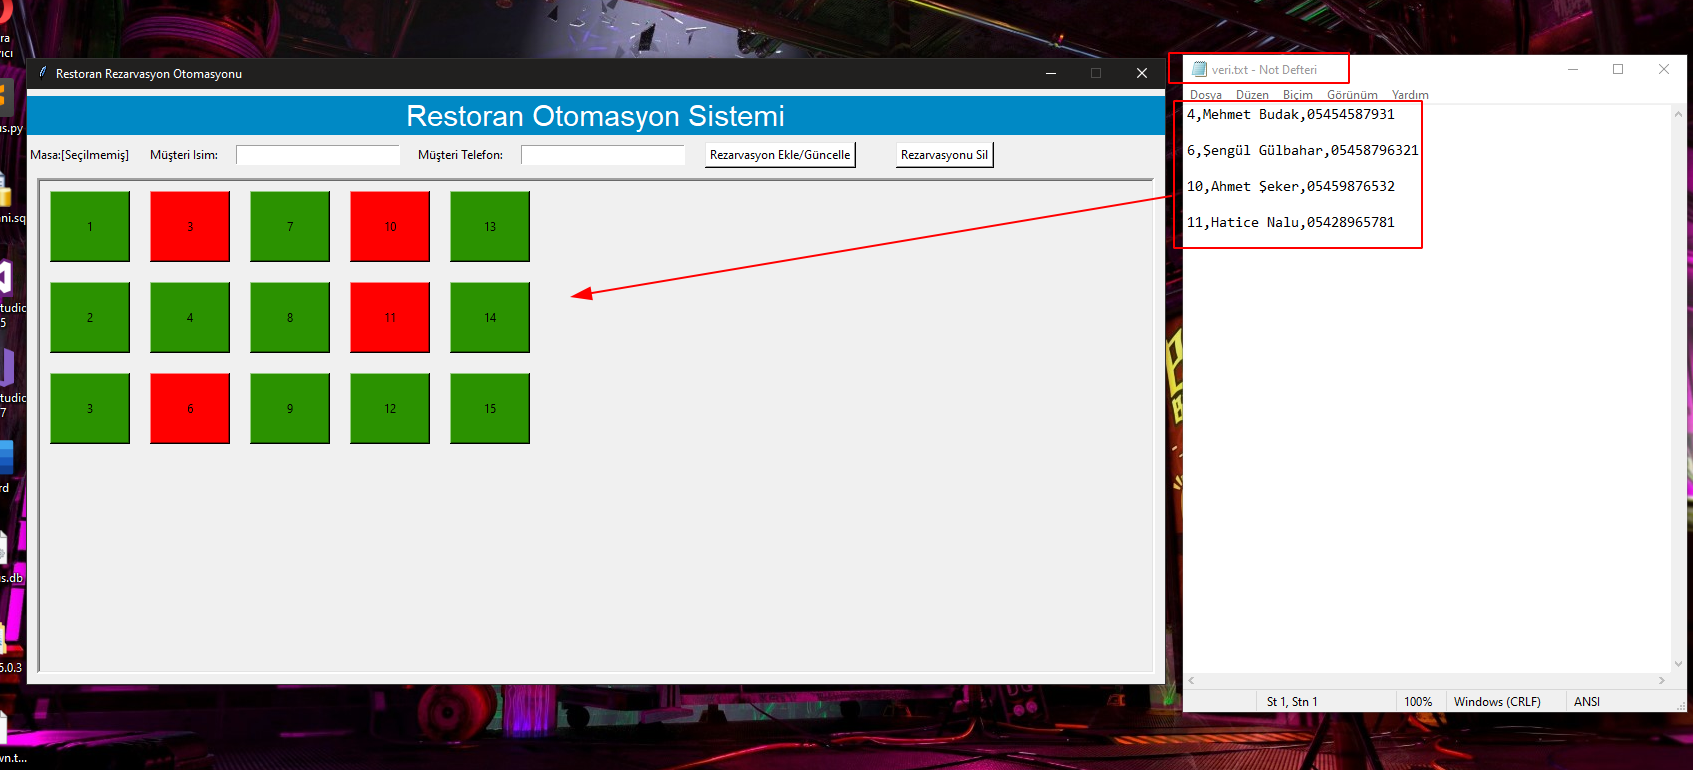 ra
ıcı
Restoran Rezarvasyon Otomasyonu
Restoran Otomasyon Sistemi
Masa:[Seçilmemiş] Müşteri Isim: Müşteri Telefon: Rezarvasyon Ekle/Güncelle Rezarvasyonu Sil
1 3 7 10 13
2 4 8 11 14
3 6 9 12 15
veri.txt - Not Defteri
Dosya Düzen Biçim Görünüm Yardım
4,Mehmet Budak,05454587931
6,Şengül Gülbahar,05458796321
10,Ahmet Şeker,05459876532
11,Hatice Nalu,05428965781
St 1, Stn 1 100% Windows (CRLF) ANSI
s.py
ni.sq
tudic
5
tudic
7
rd
s.db
5.0.3
vn.t...